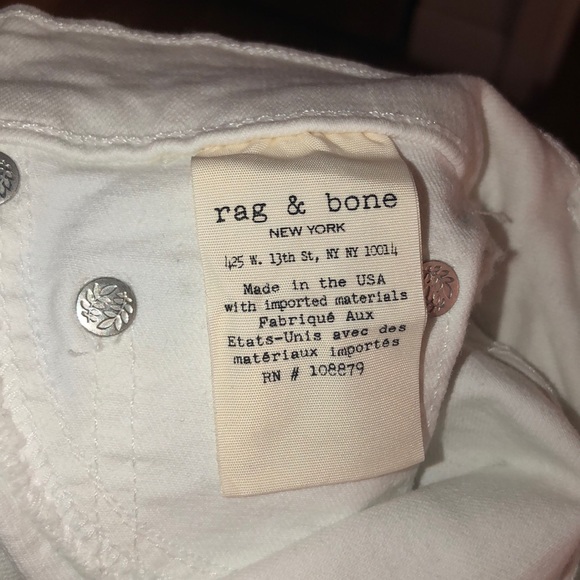 rag & bone
NEW YORK
425 W. 13th St, NY NY 10014
Made in the USA
with imported materials
Fabriqué Aux
Etats-Unis avec des
matériaux importés
RN # 108879